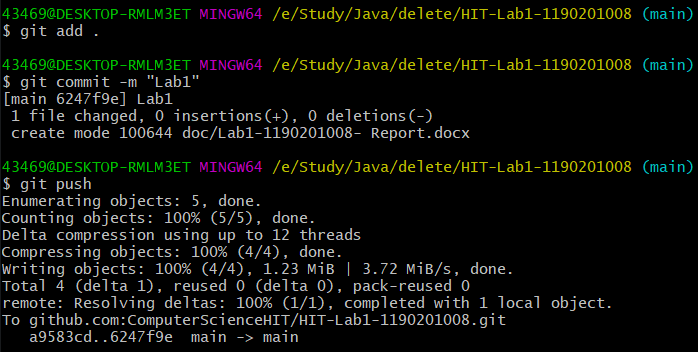 43469@DESKTOP-RMLM3ET MINGW64 /e/Study/Java/delete/HIT-Lab1-1190201008 (main)
$ git add .
43469@DESKTOP-RMLM3ET MINGW64 /e/Study/Java/delete/HIT-Lab1-1190201008 (main)
$ git commit -m "Lab1"
[main 6247f9e] Lab1
 1 file changed, 0 insertions(+), 0 deletions(-)
 create mode 100644 doc/Lab1-1190201008- Report.docx
43469@DESKTOP-RMLM3ET MINGW64 /e/Study/Java/delete/HIT-Lab1-1190201008 (main)
$ git push
Enumerating objects: 5, done.
Counting objects: 100% (5/5), done.
Delta compression using up to 12 threads
Compressing objects: 100% (4/4), done.
Writing objects: 100% (4/4), 1.23 MiB | 3.72 MiB/s, done.
Total 4 (delta 1), reused 0 (delta 0), pack-reused 0
remote: Resolving deltas: 100% (1/1), completed with 1 local object.
To github.com:ComputerScienceHIT/HIT-Lab1-1190201008.git
   a9583cd..6247f9e  main -> main